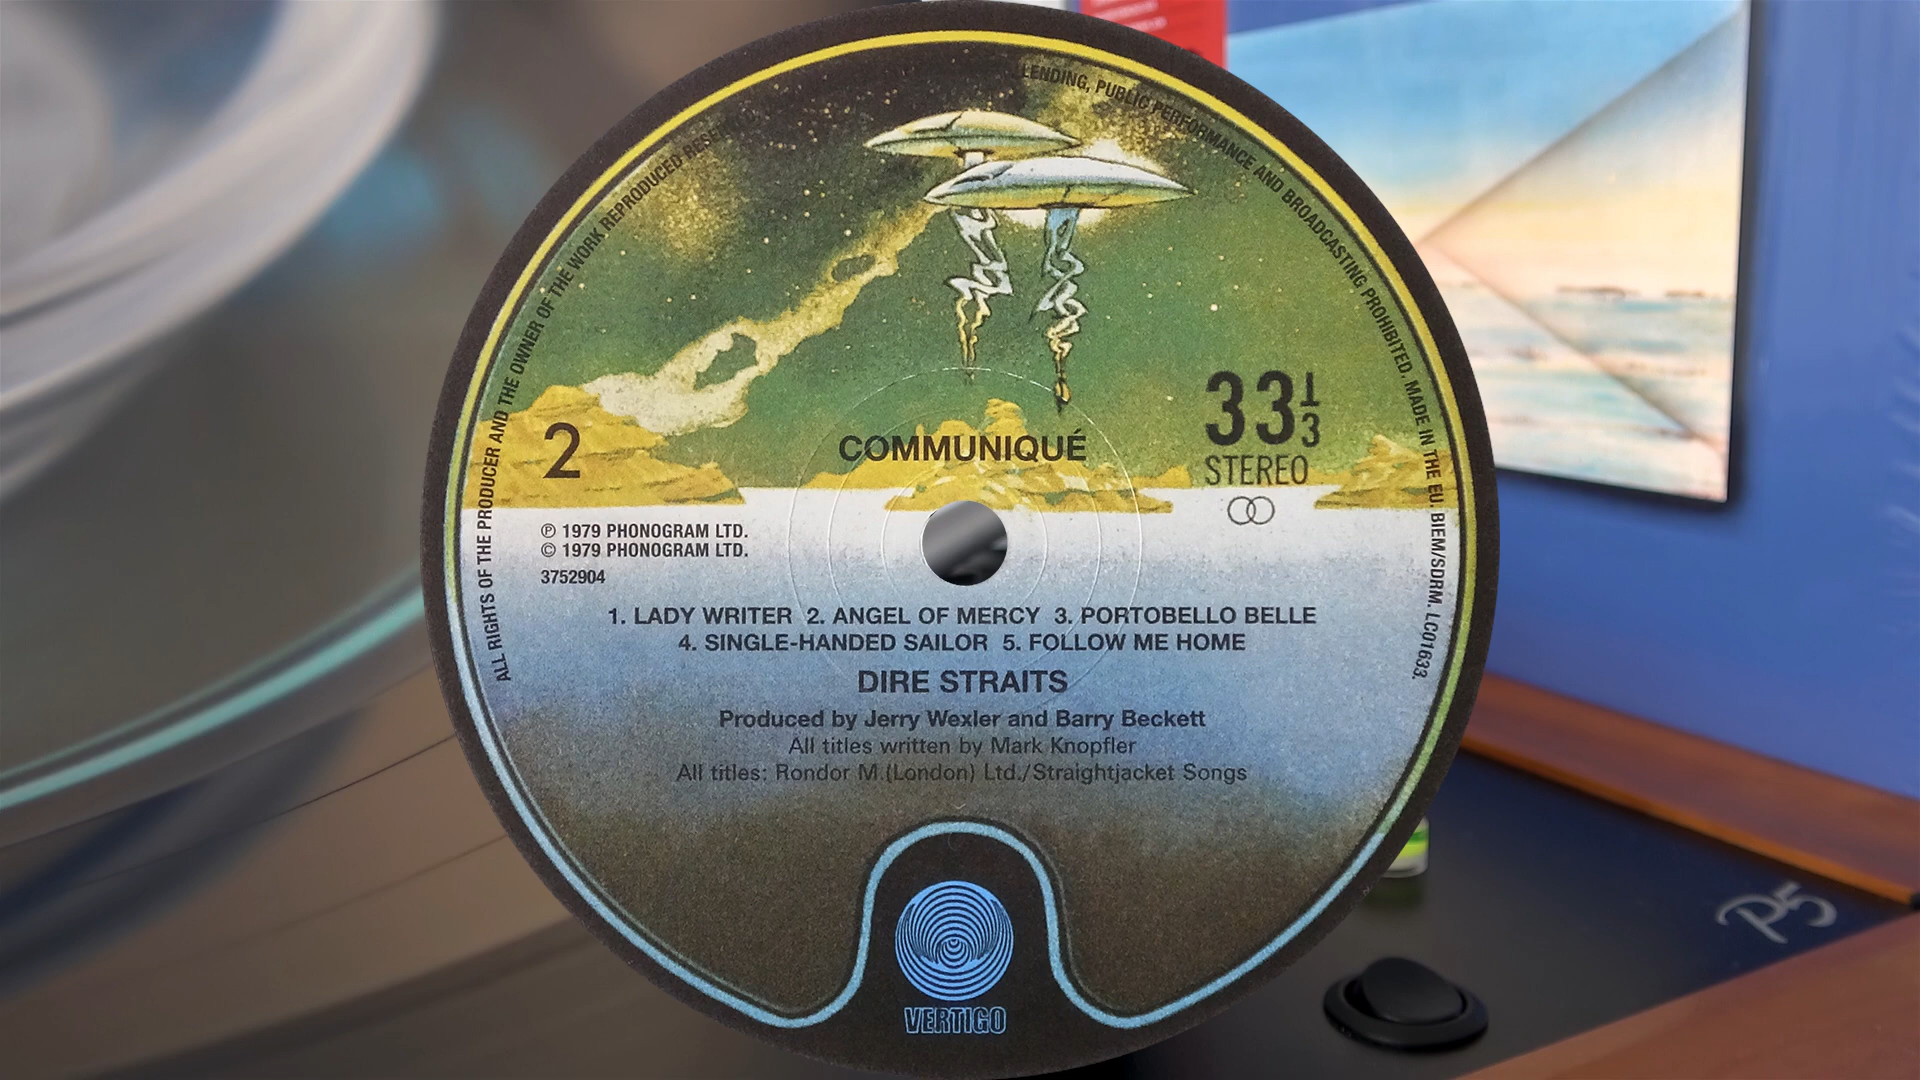 ALL RIGHTS OF THE PRODUCER AND THE OWNER OF THE WORK REPRODUCED
LENDING, PUBLIC PERFORMANCE AND BROADCASTING PROHIBITED. MADE IN THE EU. BIEM/SDRM. LC01633.
2
COMMUNIQUÉ
33 1/3
STEREO
℗ 1979 PHONOGRAM LTD.
© 1979 PHONOGRAM LTD.
3752904
1. LADY WRITER 2. ANGEL OF MERCY 3. PORTOBELLO BELLE
4. SINGLE-HANDED SAILOR 5. FOLLOW ME HOME
DIRE STRAITS
Produced by Jerry Wexler and Barry Beckett
All titles written by Mark Knopfler
All titles: Rondor M.(London) Ltd./Straightjacket Songs
VERTIGO
P5